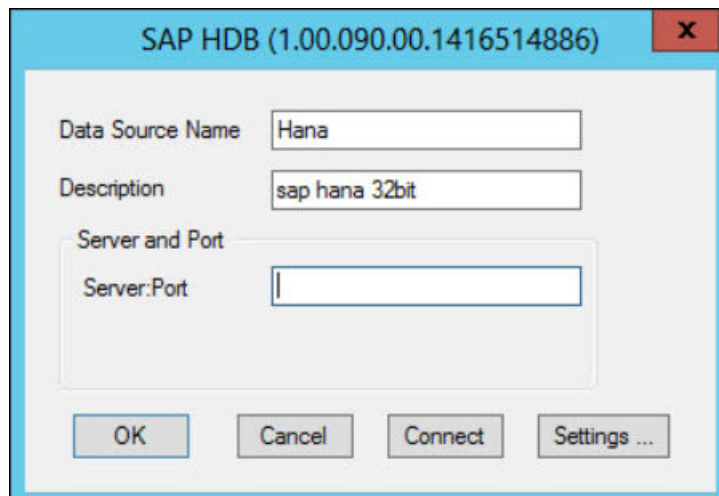 SAP HDB (1.00.090.00.1416514886)
x
Data Source Name Hana
Description sap hana 32bit
Server and Port
Server:Port
OK Cancel Connect Settings ...